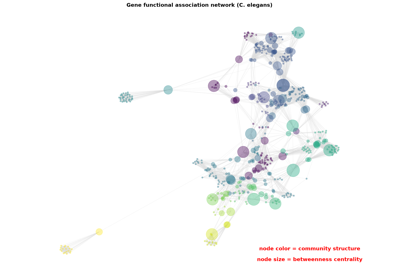 Gene functional association network (C. elegans)
node color = community structure
node size = betweenness centrality